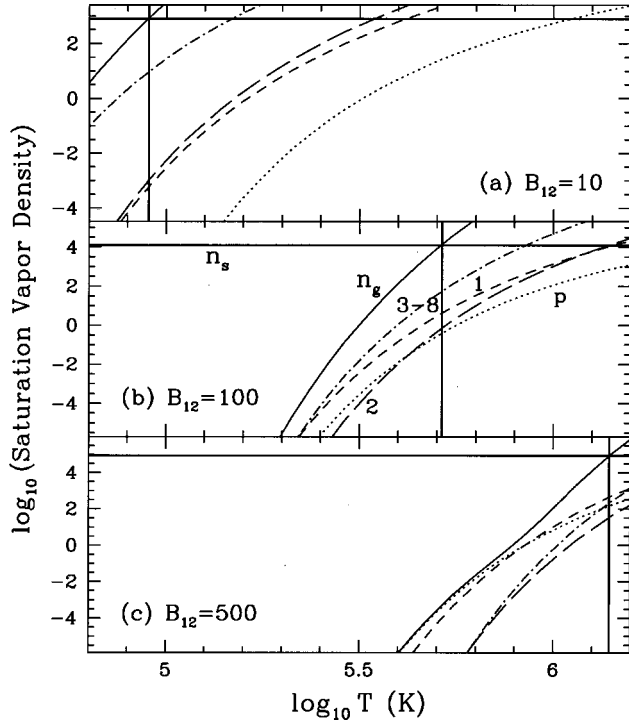 log₁₀(Saturation Vapor Density)
2
0
-2
-4
(a) B₁₂=10
4
2
0
-2
-4
nₛ
n_g
3-8
1
p
2
(b) B₁₂=100
4
2
0
-2
-4
(c) B₁₂=500
5
5.5
6
log₁₀ T (K)